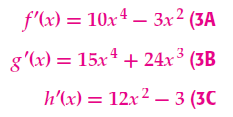 f′(x) = 10x⁴ – 3x² (3A
g′(x) = 15x⁴ + 24x³ (3B
h′(x) = 12x² – 3 (3C